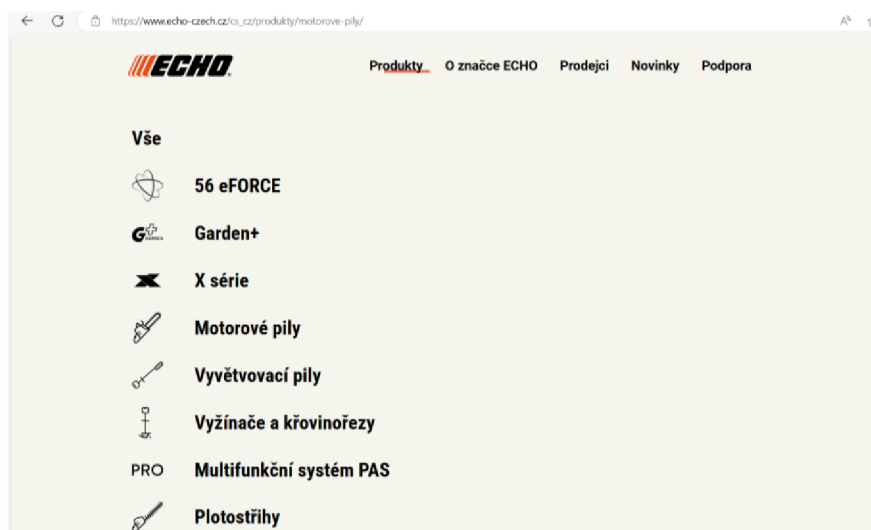 https://www.echo-czech.cz/cs_cz/produkty/motorove-pily/
ECHO
Produkty O značce ECHO Prodejci Novinky Podpora
Vše
56 eFORCE
Garden+
X série
Motorové pily
Vyvětvovací pily
Vyžínače a křovinořezy
PRO Multifunkční systém PAS
Plotostřihy